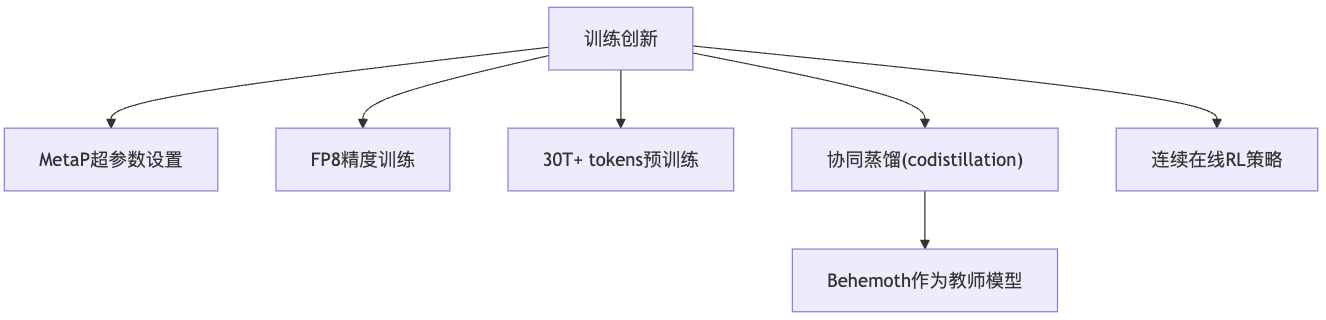 训练创新
MetaP超参数设置
FP8精度训练
30T+ tokens预训练
协同蒸馏(codistillation)
连续在线RL策略
Behemoth作为教师模型